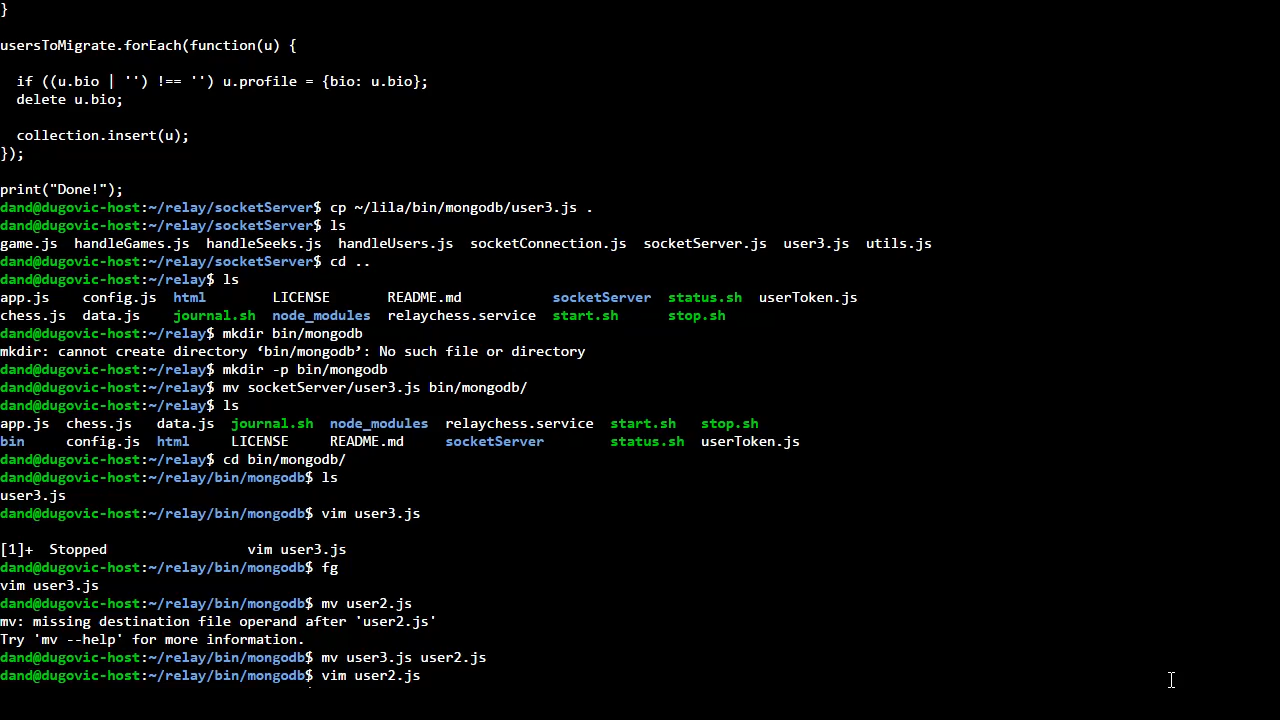 }
usersToMigrate.forEach(function(u) {
if ((u.bio | '') !== '') u.profile = {bio: u.bio};
delete u.bio;
collection.insert(u);
});
print("Done!");
dand@dugovic-host:~/relay/socketServer$ cp ~/lila/bin/mongodb/user3.js .
dand@dugovic-host:~/relay/socketServer$ ls
game.js handleGames.js handleSeeks.js handleUsers.js socketConnection.js socketServer.js user3.js utils.js
dand@dugovic-host:~/relay/socketServer$ cd ..
dand@dugovic-host:~/relay$ ls
app.js config.js html LICENSE README.md socketServer status.sh userToken.js
chess.js data.js journal.sh node_modules relaychess.service start.sh stop.sh
dand@dugovic-host:~/relay$ mkdir bin/mongodb
mkdir: cannot create directory ‘bin/mongodb’: No such file or directory
dand@dugovic-host:~/relay$ mkdir -p bin/mongodb
dand@dugovic-host:~/relay$ mv socketServer/user3.js bin/mongodb/
dand@dugovic-host:~/relay$ ls
app.js chess.js data.js journal.sh node_modules relaychess.service start.sh stop.sh
bin config.js html LICENSE README.md socketServer status.sh userToken.js
dand@dugovic-host:~/relay$ cd bin/mongodb/
dand@dugovic-host:~/relay/bin/mongodb$ ls
user3.js
dand@dugovic-host:~/relay/bin/mongodb$ vim user3.js
[1]+ Stopped vim user3.js
dand@dugovic-host:~/relay/bin/mongodb$ fg
vim user3.js
dand@dugovic-host:~/relay/bin/mongodb$ mv user2.js
mv: missing destination file operand after 'user2.js'
Try 'mv --help' for more information.
dand@dugovic-host:~/relay/bin/mongodb$ mv user3.js user2.js
dand@dugovic-host:~/relay/bin/mongodb$ vim user2.js